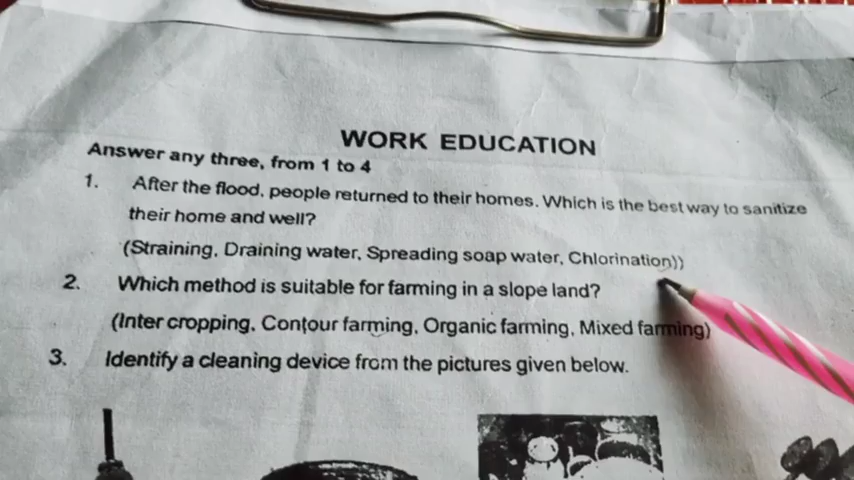 WORK EDUCATION
Answer any three, from 1 to 4
1. After the flood, people returned to their homes. Which is the best way to sanitize
their home and well?
(Straining, Draining water, Spreading soap water, Chlorination))
2. Which method is suitable for farming in a slope land?
(Inter cropping, Contour farming, Organic farming, Mixed farming)
3. Identify a cleaning device from the pictures given below.